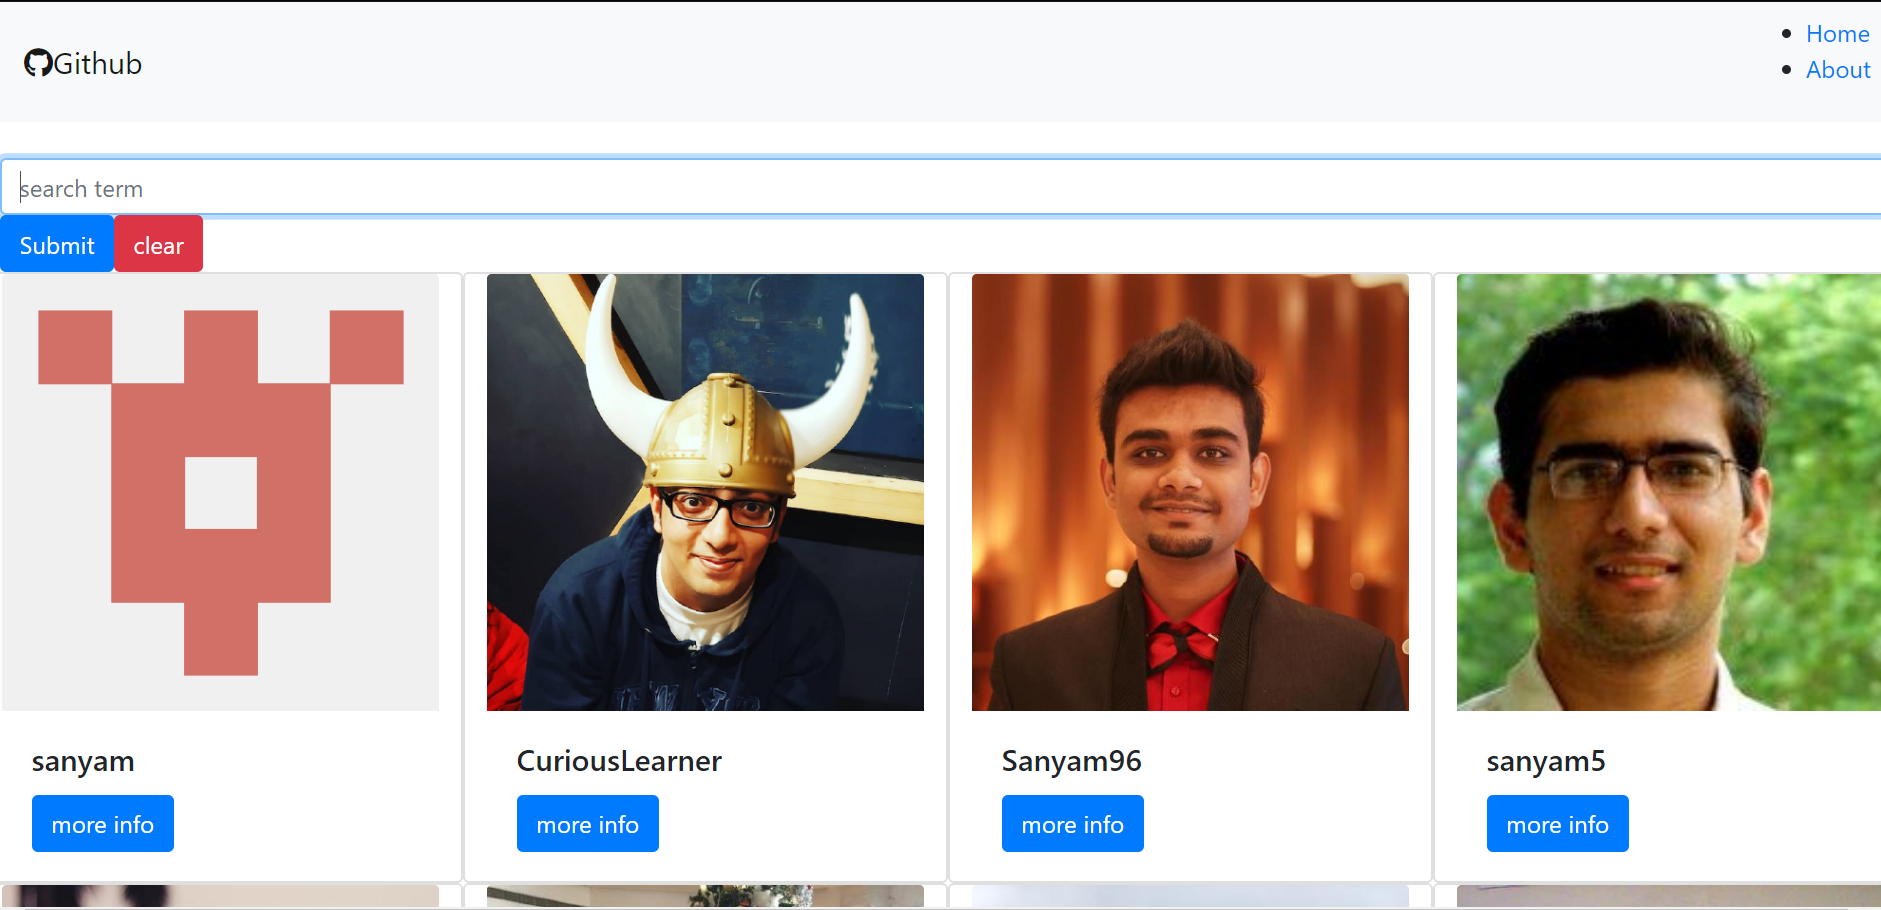 Github
Home
About
search term
Submit clear
sanyam CuriousLearner Sanyam96 sanyam5
more info more info more info more info